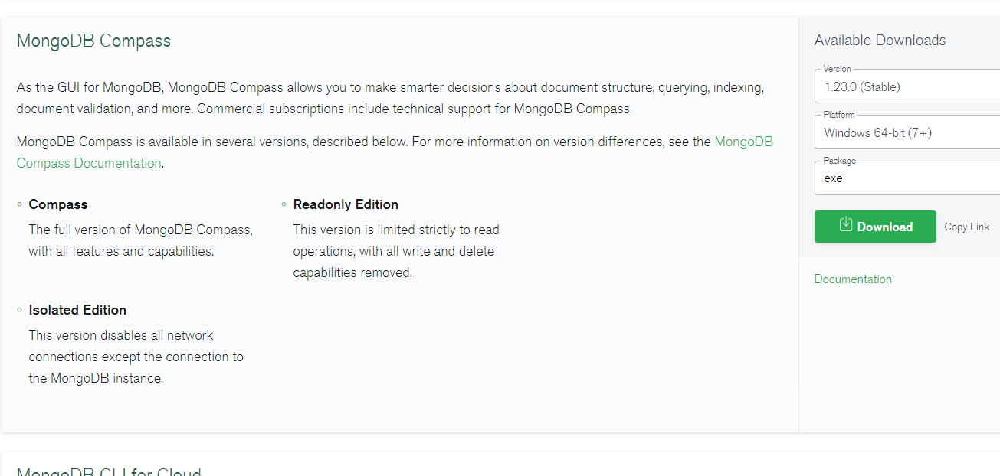 MongoDB Compass
As the GUI for MongoDB, MongoDB Compass allows you to make smarter decisions about document structure, querying, indexing,
document validation, and more. Commercial subscriptions include technical support for MongoDB Compass.
MongoDB Compass is available in several versions, described below. For more information on version differences, see the MongoDB
Compass Documentation.
Compass
The full version of MongoDB Compass,
with all features and capabilities.
Readonly Edition
This version is limited strictly to read
operations, with all write and delete
capabilities removed.
Isolated Edition
This version disables all network
connections except the connection to
the MongoDB instance.
Available Downloads
Version
1.23.0 (Stable)
Platform
Windows 64-bit (7+)
Package
exe
Download
Copy Link
Documentation
MongoDB CLI for Cloud